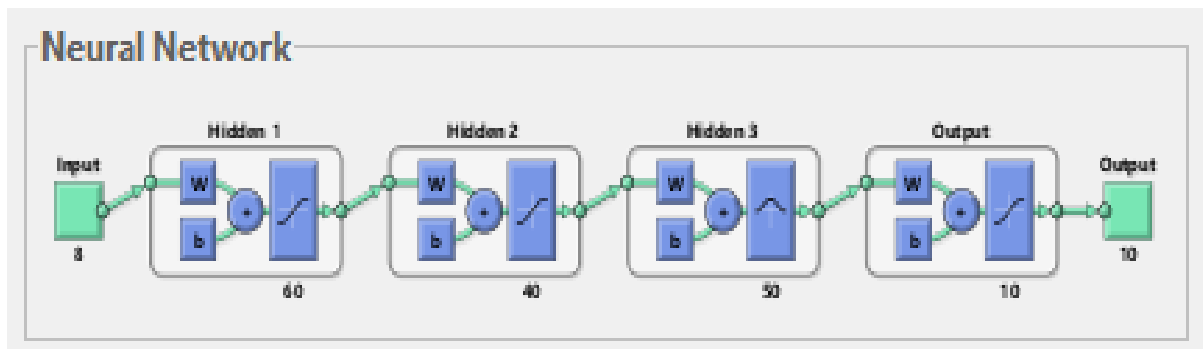 Neural Network
Hidden 1
Hidden 2
Hidden 3
Output
Input
Output
W
W
W
W
+
+
+
+
b
b
b
b
8
10
60
40
50
10